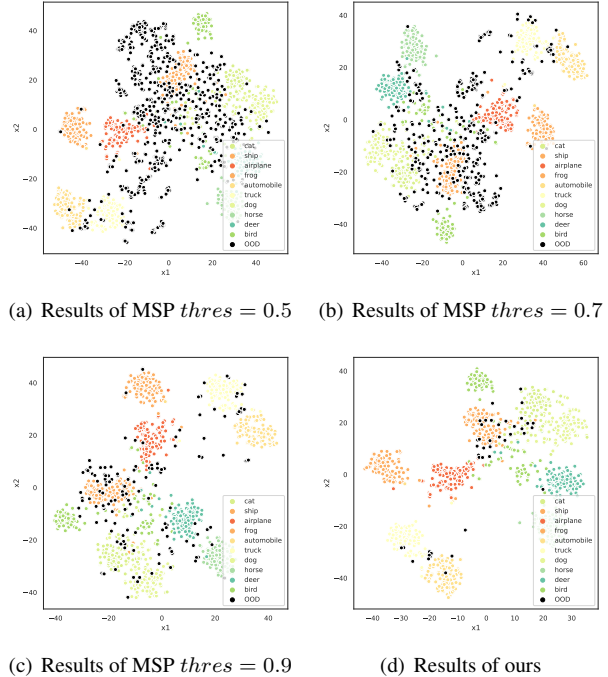 x2
40
20
0
−20
−40
−40
−20
0
20
40
x1
cat
ship
airplane
frog
automobile
truck
dog
horse
deer
bird
OOD
(a) Results of MSP thres = 0.5
x2
40
20
0
−20
−40
−40
−20
0
20
40
60
x1
cat
ship
airplane
frog
automobile
truck
dog
horse
deer
bird
OOD
(b) Results of MSP thres = 0.7
x2
40
20
0
−20
−40
−40
−20
0
20
40
x1
cat
ship
airplane
frog
automobile
truck
dog
horse
deer
bird
OOD
(c) Results of MSP thres = 0.9
x2
40
20
0
−20
−40
−40
−30
−20
−10
0
10
20
30
x1
cat
ship
airplane
frog
automobile
truck
dog
horse
deer
bird
OOD
(d) Results of ours